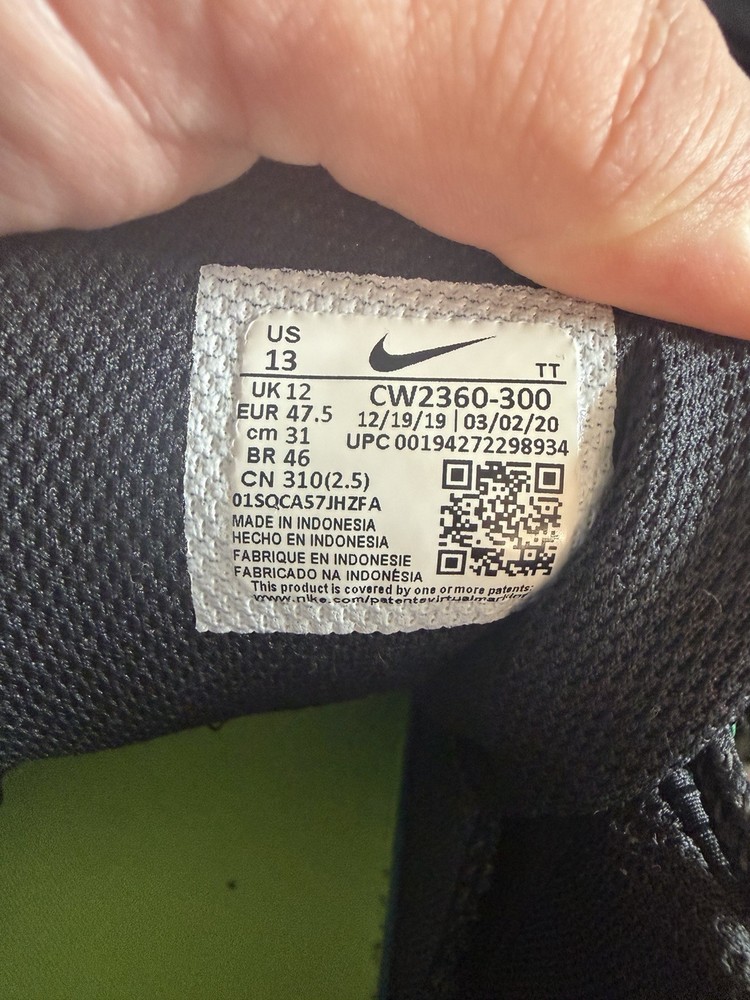 US
13
TT
UK 12
EUR 47.5
cm 31
BR 46
CN 310(2.5)
CW2360-300
12/19/19 | 03/02/20
UPC 00194272298934
01SQCA57JHZFA
MADE IN INDONESIA
HECHO EN INDONESIA
FABRIQUE EN INDONESIE
FABRICADO NA INDONÉSIA
This product is covered by one or more patents: